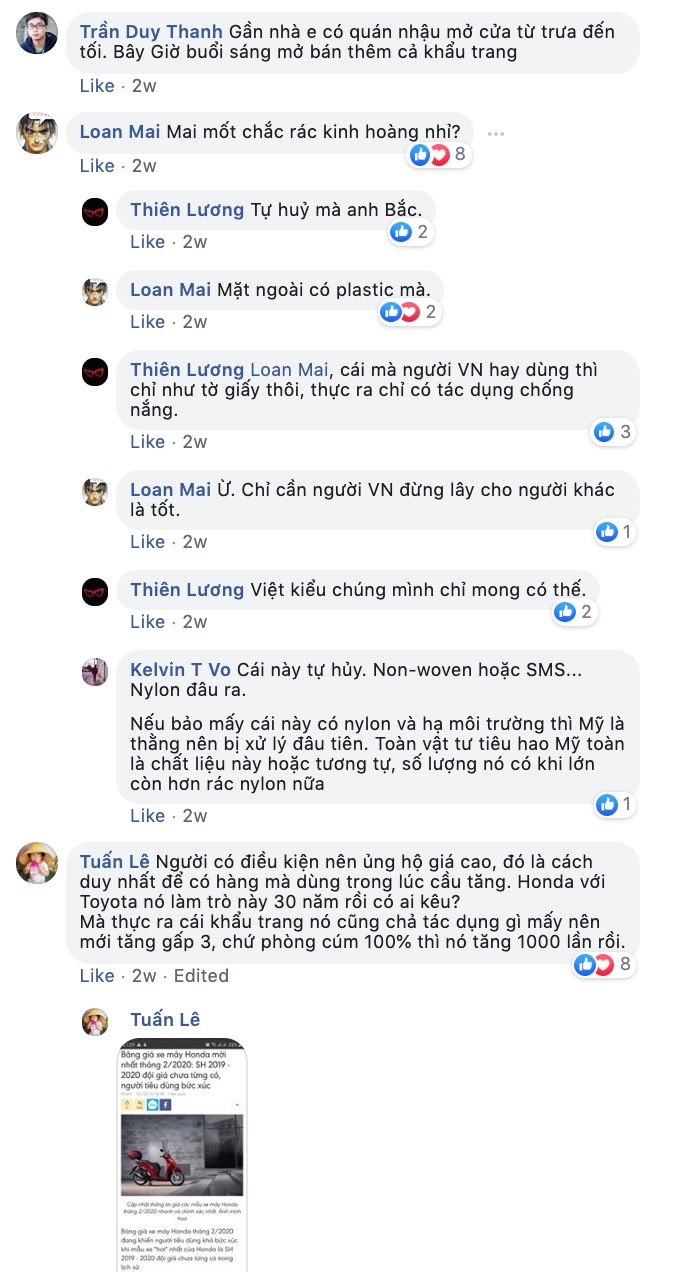 Trần Duy Thanh Gần nhà e có quán nhậu mở cửa từ trưa đến
tối. Bây Giờ buổi sáng mở bán thêm cả khẩu trang
Like · 2w
Loan Mai Mai mốt chắc rác kinh hoàng nhỉ?
8
Like · 2w
Thiên Lương Tự huỷ mà anh Bắc.
2
Like · 2w
Loan Mai Mặt ngoài có plastic mà.
2
Like · 2w
Thiên Lương Loan Mai, cái mà người VN hay dùng thì
chỉ như tờ giấy thôi, thực ra chỉ có tác dụng chống
nắng.
3
Like · 2w
Loan Mai Ừ. Chỉ cần người VN đừng lây cho người khác
là tốt.
1
Like · 2w
Thiên Lương Việt kiều chúng mình chỉ mong có thế.
2
Like · 2w
Kelvin T Vo Cái này tự hủy. Non-woven hoặc SMS...
Nylon đâu ra.
Nếu bảo mấy cái này có nylon và hạ môi trường thì Mỹ là
thằng nên bị xử lý đâu tiên. Toàn vật tư tiêu hao Mỹ toàn
là chất liệu này hoặc tương tự, số lượng nó có khi lớn
còn hơn rác nylon nữa
1
Like · 2w
Tuấn Lê Người có điều kiện nên ủng hộ giá cao, đó là cách
duy nhất để có hàng mà dùng trong lúc cầu tăng. Honda với
Toyota nó làm trò này 30 năm rồi có ai kêu?
Mà thực ra cái khẩu trang nó cũng chả tác dụng gì mấy nên
mới tăng gấp 3, chứ phòng cúm 100% thì nó tăng 1000 lần rồi.
8
Like · 2w · Edited
Tuấn Lê
Bảng giá xe máy Honda mới
nhất tháng 2/2020: SH 2019 -
2020 đội giá chưa từng có,
người tiêu dùng bức xúc
Cập nhật thông tin giá các mẫu xe máy Honda
tháng 2/2020 nhanh và chính xác nhất. Ảnh minh
họa
Bảng giá xe máy Honda tháng 2/2020
đang khiến người tiêu dùng khá bức xúc
khi mẫu xe "hot" nhất của Honda là SH
2019 - 2020 đội giá chưa từng có trong
lịch sử.